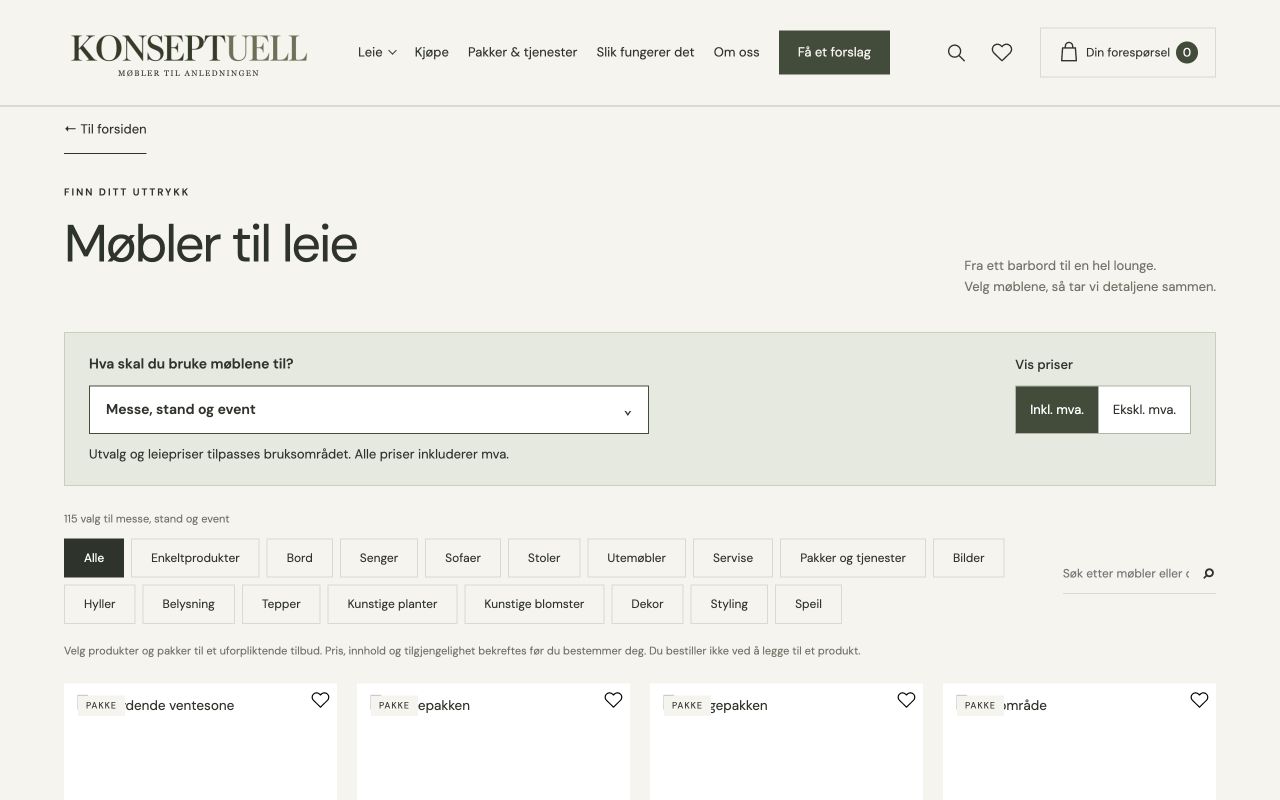 KONSEPTUELL
MØBLER TIL ANLEDNINGEN
Leie
Kjøpe
Pakker & tjenester
Slik fungerer det
Om oss
Få et forslag
Din forespørsel 0
← Til forsiden
FINN DITT UTTRYKK
Møbler til leie
Fra ett barbord til en hel lounge.
Velg møblene, så tar vi detaljene sammen.
Hva skal du bruke møblene til?
Messe, stand og event
Utvalg og leiepriser tilpasses bruksområdet. Alle priser inkluderer mva.
Vis priser
Inkl. mva.
Ekskl. mva.
115 valg til messe, stand og event
Alle
Enkeltprodukter
Bord
Senger
Sofaer
Stoler
Utemøbler
Servise
Pakker og tjenester
Bilder
Hyller
Belysning
Tepper
Kunstige planter
Kunstige blomster
Dekor
Styling
Speil
Søk etter møbler eller
Velg produkter og pakker til et uforpliktende tilbud. Pris, innhold og tilgjengelighet bekreftes før du bestemmer deg. Du bestiller ikke ved å legge til et produkt.
PAKKE
ventesone
PAKKE
PAKKE
PAKKE